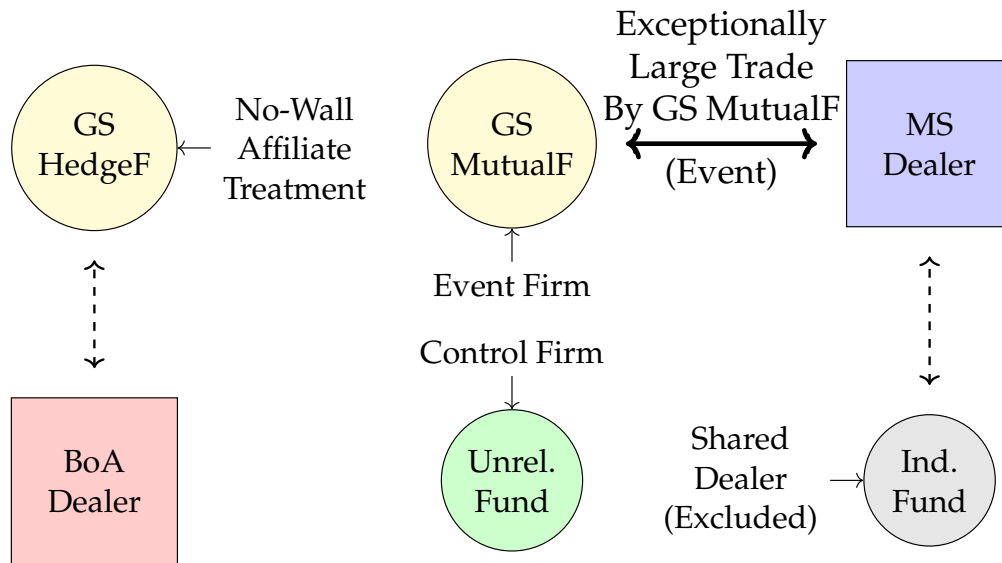 GS
HedgeF
No-Wall
Affiliate
Treatment
GS
MutualF
Exceptionally
Large Trade
By GS MutualF
(Event)
MS
Dealer
Event Firm
Control Firm
BoA
Dealer
Unrel.
Fund
Shared
Dealer
(Excluded)
Ind.
Fund